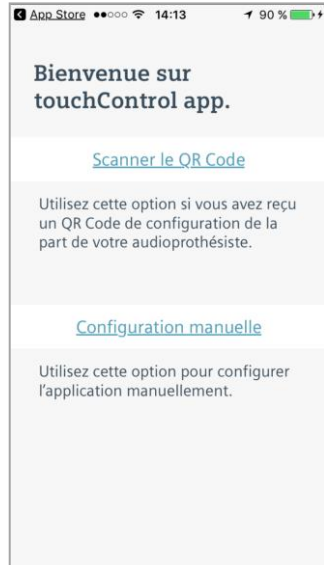 App Store 14:13 90 %
Bienvenue sur
touchControl app.
Scanner le QR Code
Utilisez cette option si vous avez reçu
un QR Code de configuration de la
part de votre audioprothésiste.
Configuration manuelle
Utilisez cette option pour configurer
l'application manuellement.